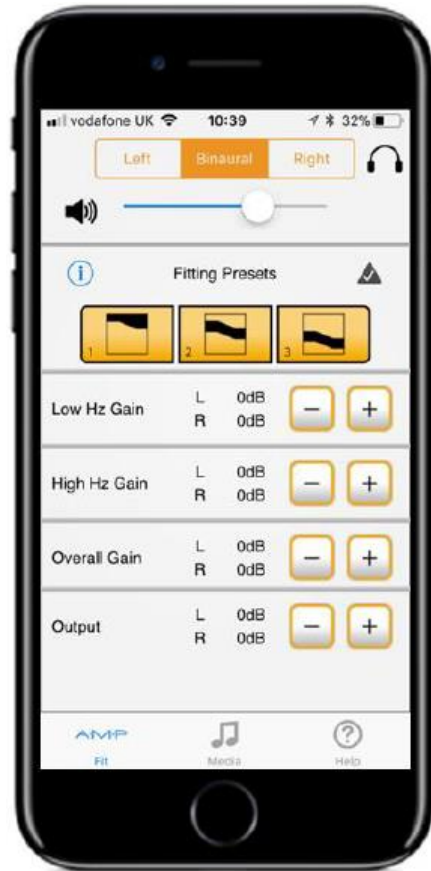 vodafone UK 10:39 32%
Left Binaural Right
i Fitting Presets
1 2 3
Low Hz Gain L 0dB - +
R 0dB
High Hz Gain L 0dB - +
R 0dB
Overall Gain L 0dB - +
R 0dB
Output L 0dB - +
R 0dB
AMP ?
Fit Media Help